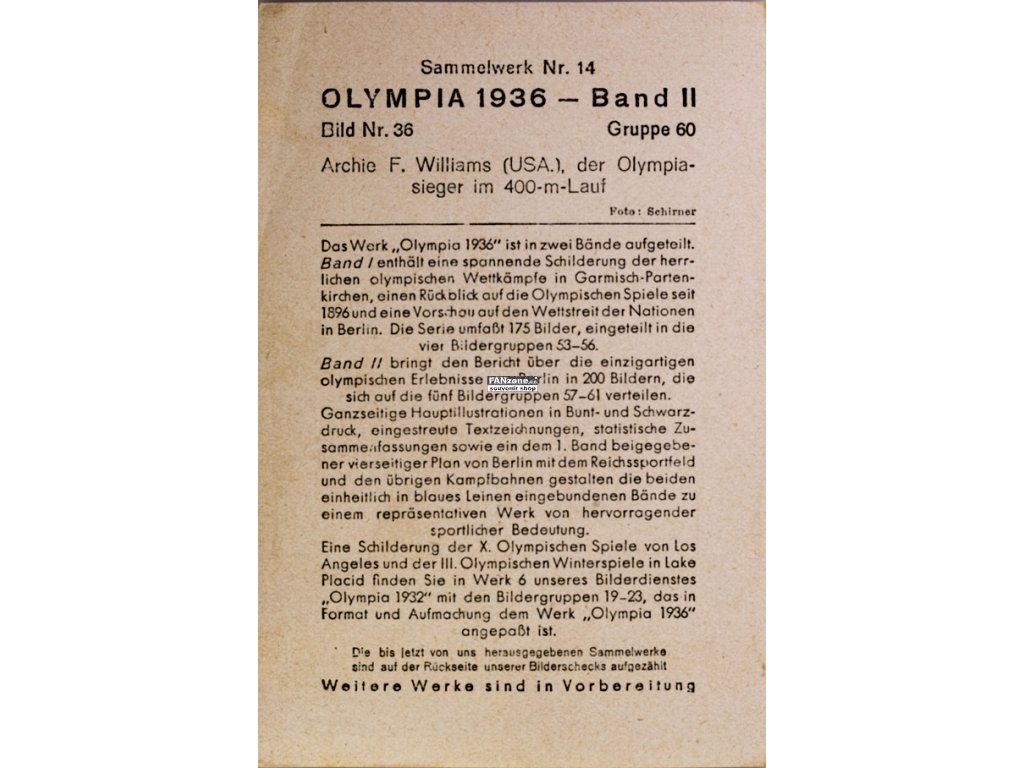 Sammelwerk Nr. 14
OLYMPIA 1936 – Band II
Bild Nr. 36 Gruppe 60
Archie F. Williams (USA.), der Olympia-
sieger im 400-m-Lauf
Foto: Schirner
Das Werk „Olympia 1936" ist in zwei Bände aufgeteilt.
Band I enthält eine spannende Schilderung der herr-
lichen olympischen Wettkämpfe in Garmisch-Parten-
kirchen, einen Rückblick auf die Olympischen Spiele seit
1896 und eine Vorschau auf den Wettstreit der Nationen
in Berlin. Die Serie umfaßt 175 Bilder, eingeteilt in die
vier Bildergruppen 53–56.
Band II bringt den Bericht über die einzigartigen
olympischen Erlebnisse Berlin in 200 Bildern, die
FANzone
souvenir shop
sich auf die fünf Bildergruppen 57–61 verteilen.
Ganzseitige Hauptillustrationen in Bunt- und Schwarz-
druck, eingestreute Textzeichnungen, statistische Zu-
sammenfassungen sowie ein dem 1. Band beigegebe-
ner vierseitiger Plan von Berlin mit dem Reichssportfeld
und den übrigen Kampfbahnen gestalten die beiden
einheitlich in blaues Leinen eingebundenen Bände zu
einem repräsentativen Werk von hervorragender
sportlicher Bedeutung.
Eine Schilderung der X. Olympischen Spiele von Los
Angeles und der III. Olympischen Winterspiele in Lake
Placid finden Sie in Werk 6 unseres Bilderdienstes
„Olympia 1932" mit den Bildergruppen 19–23, das in
Format und Aufmachung dem Werk „Olympia 1936"
angepaßt ist.
Die bis jetzt von uns herausgegebenen Sammelwerke
sind auf der Rückseite unserer Bilderschecks aufgezählt
Weitere Werke sind in Vorbereitung